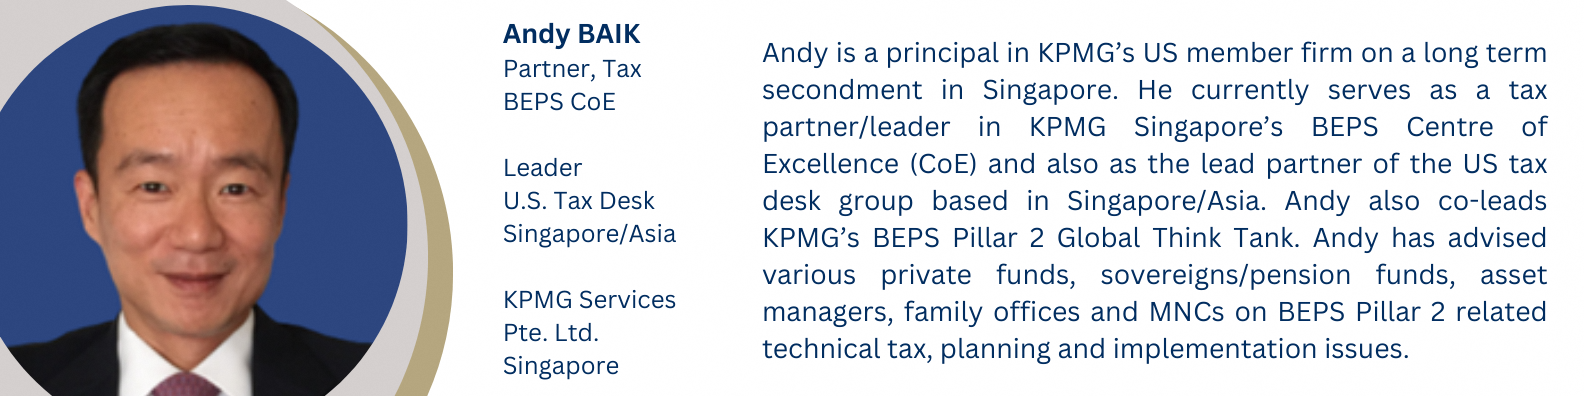 Andy BAIK
Partner, Tax
BEPS CoE
Leader
U.S. Tax Desk
Singapore/Asia
KPMG Services
Pte. Ltd.
Singapore
Andy is a principal in KPMG’s US member firm on a long term
secondment in Singapore. He currently serves as a tax
partner/leader in KPMG Singapore’s BEPS Centre of
Excellence (CoE) and also as the lead partner of the US tax
desk group based in Singapore/Asia. Andy also co-leads
KPMG’s BEPS Pillar 2 Global Think Tank. Andy has advised
various private funds, sovereigns/pension funds, asset
managers, family offices and MNCs on BEPS Pillar 2 related
technical tax, planning and implementation issues.